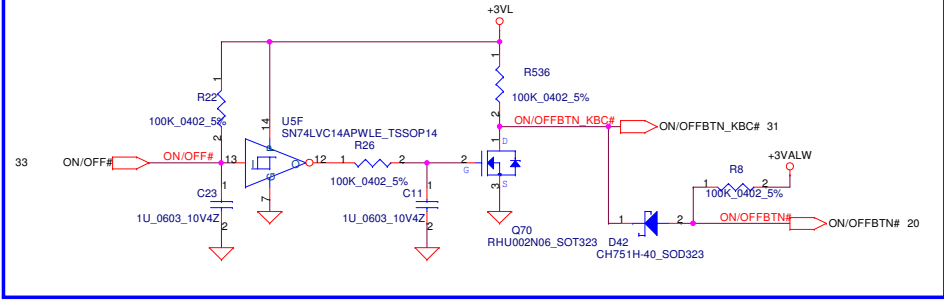 +3VL
1
R536
100K_0402_5%
2
1
R22
100K_0402_5%
2
14
U5F
SN74LVC14APWLE_TSSOP14
R26
ON/OFFBTN_KBC#
ON/OFFBTN_KBC# 31
33
ON/OFF#
ON/OFF#
13
12
1
2
100K_0402_5%
2
G
1
D
S
3
7
+3VALW
R8
1
2
100K_0402_5%
1
C23
1U_0603_10V4Z
2
1
C11
1U_0603_10V4Z
2
Q70
RHU002N06_SOT323
1
2
D42
CH751H-40_SOD323
ON/OFFBTN#
ON/OFFBTN# 20